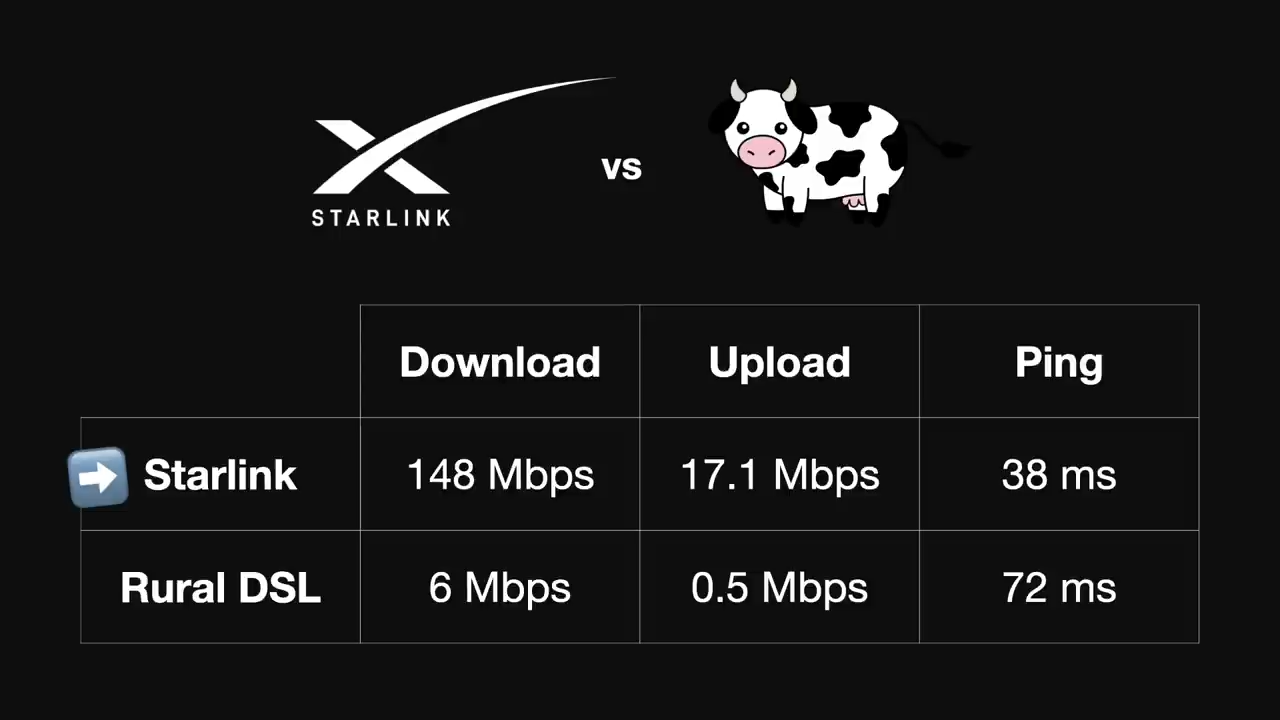 STARLINK
vs
Download Upload Ping
Starlink 148 Mbps 17.1 Mbps 38 ms
Rural DSL 6 Mbps 0.5 Mbps 72 ms